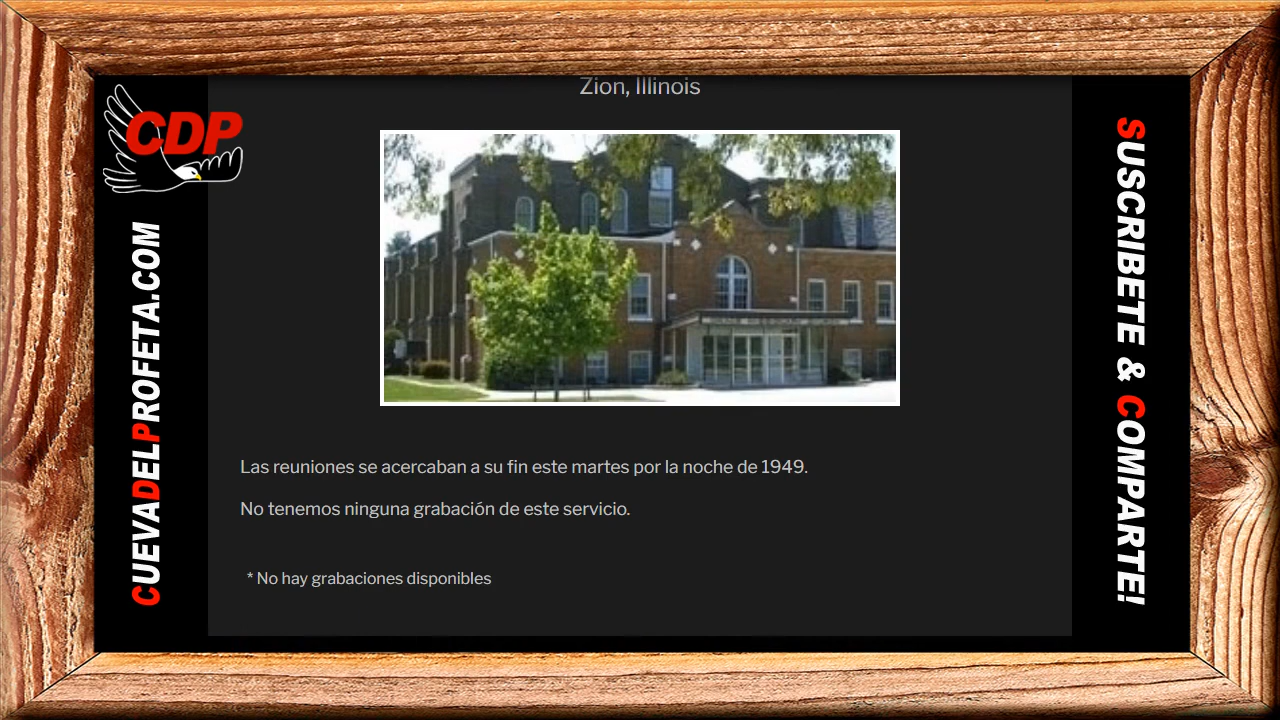 Zion, Illinois
CDP
CUEVADELPROFETA.COM
SUSCRIBETE & COMPARTE!
Las reuniones se acercaban a su fin este martes por la noche de 1949.
No tenemos ninguna grabación de este servicio.
* No hay grabaciones disponibles